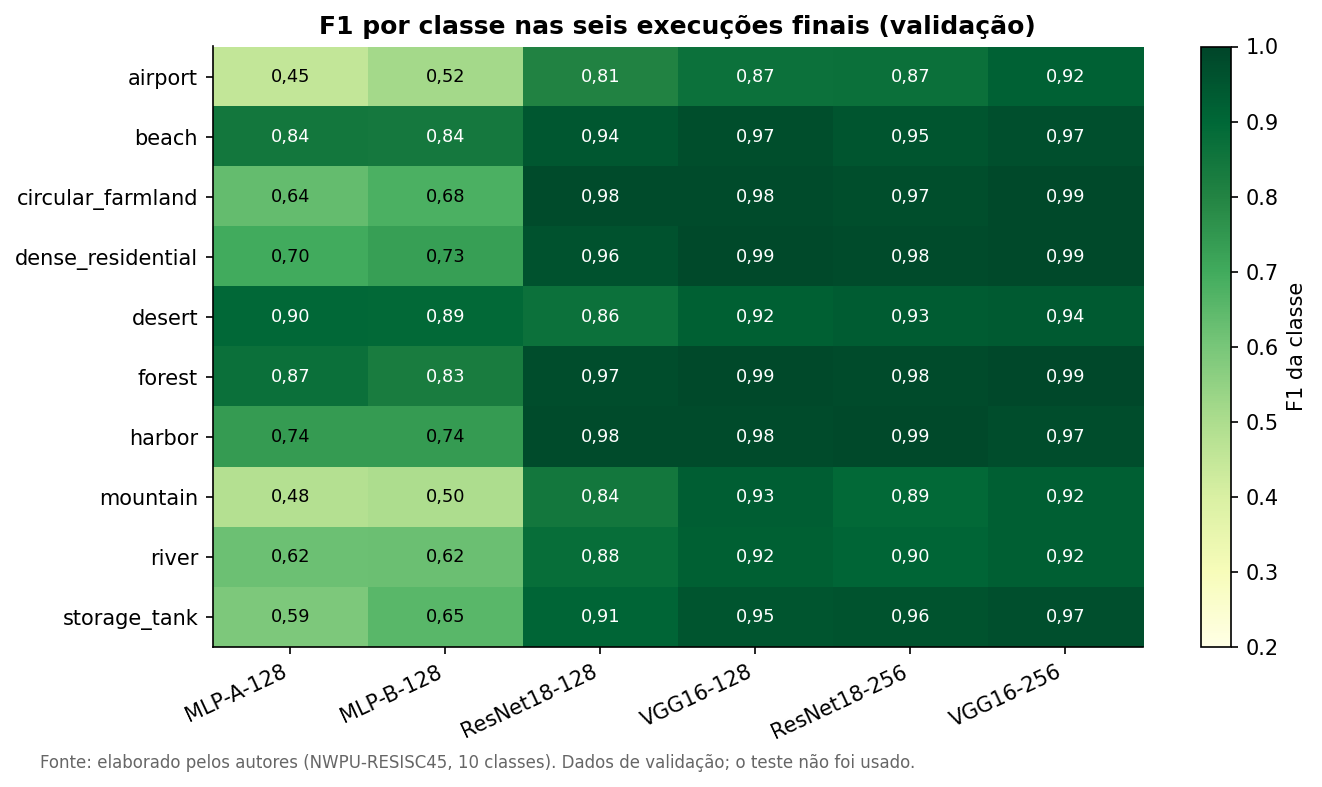 F1 por classe nas seis execuções finais (validação)
airport 0,45 0,52 0,81 0,87 0,87 0,92
beach 0,84 0,84 0,94 0,97 0,95 0,97
circular_farmland 0,64 0,68 0,98 0,98 0,97 0,99
dense_residential 0,70 0,73 0,96 0,99 0,98 0,99
desert 0,90 0,89 0,86 0,92 0,93 0,94
forest 0,87 0,83 0,97 0,99 0,98 0,99
harbor 0,74 0,74 0,98 0,98 0,99 0,97
mountain 0,48 0,50 0,84 0,93 0,89 0,92
river 0,62 0,62 0,88 0,92 0,90 0,92
storage_tank 0,59 0,65 0,91 0,95 0,96 0,97
MLP-A-128 MLP-B-128 ResNet18-128 VGG16-128 ResNet18-256 VGG16-256
1.0
0.9
0.8
0.7
0.6
0.5
0.4
0.3
0.2
F1 da classe
Fonte: elaborado pelos autores (NWPU-RESISC45, 10 classes). Dados de validação; o teste não foi usado.